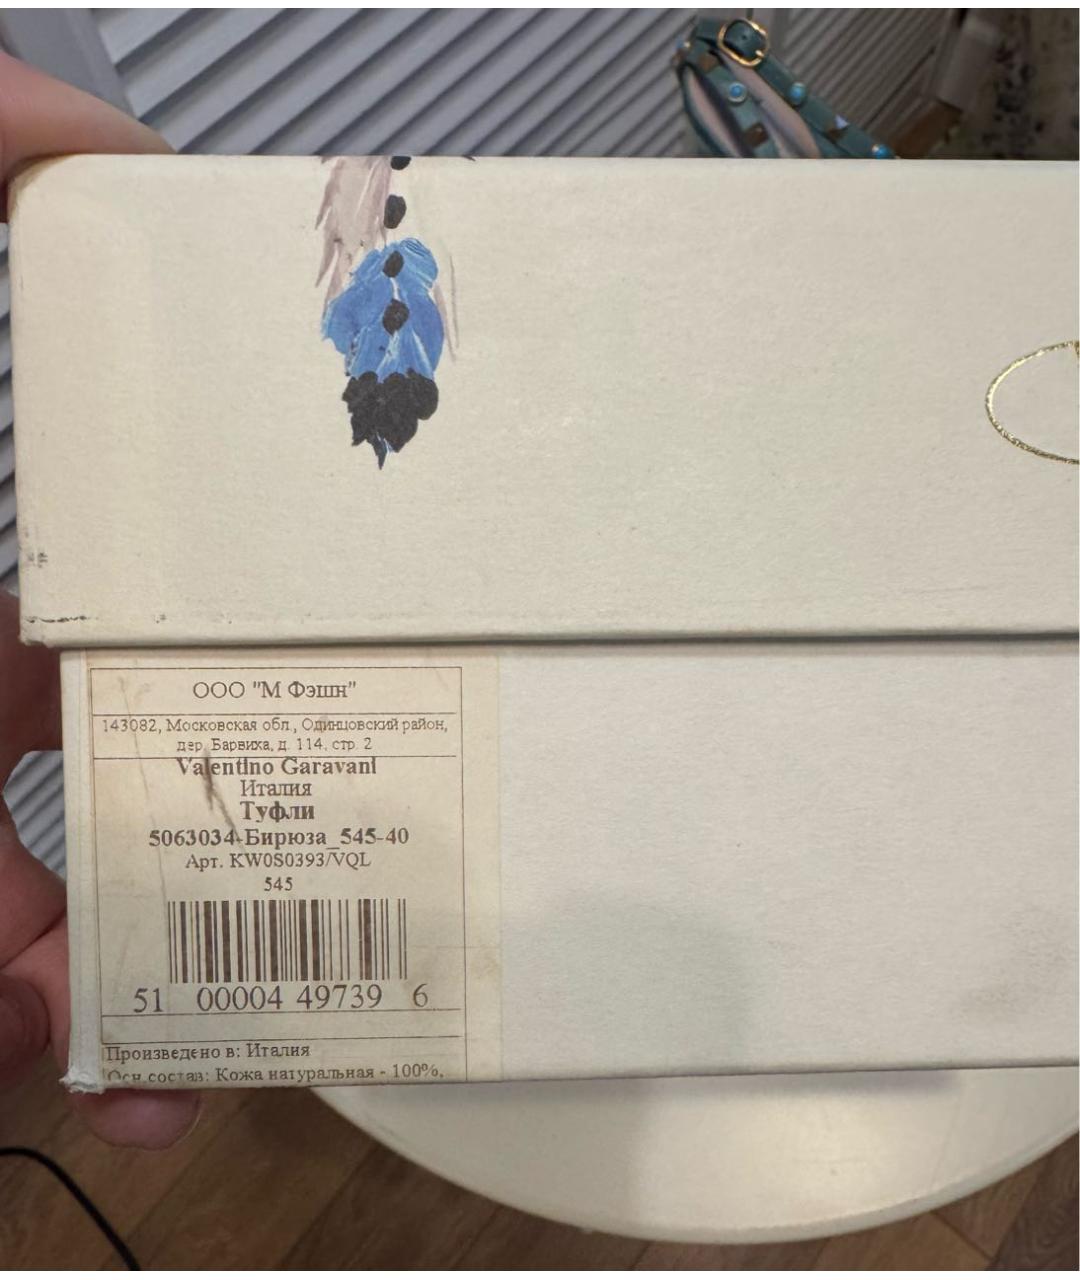 ООО "М Фэшн"
143082, Московская обл., Одинцовский район,
дер. Барвиха, д. 114, стр. 2
Valentino Garavani
Италия
Туфли
5063034-Бирюза_545-40
Арт. KW0S0393/VQL
545
51 00004 49739 6
Произведено в: Италия
Осн.состав: Кожа натуральная - 100%,